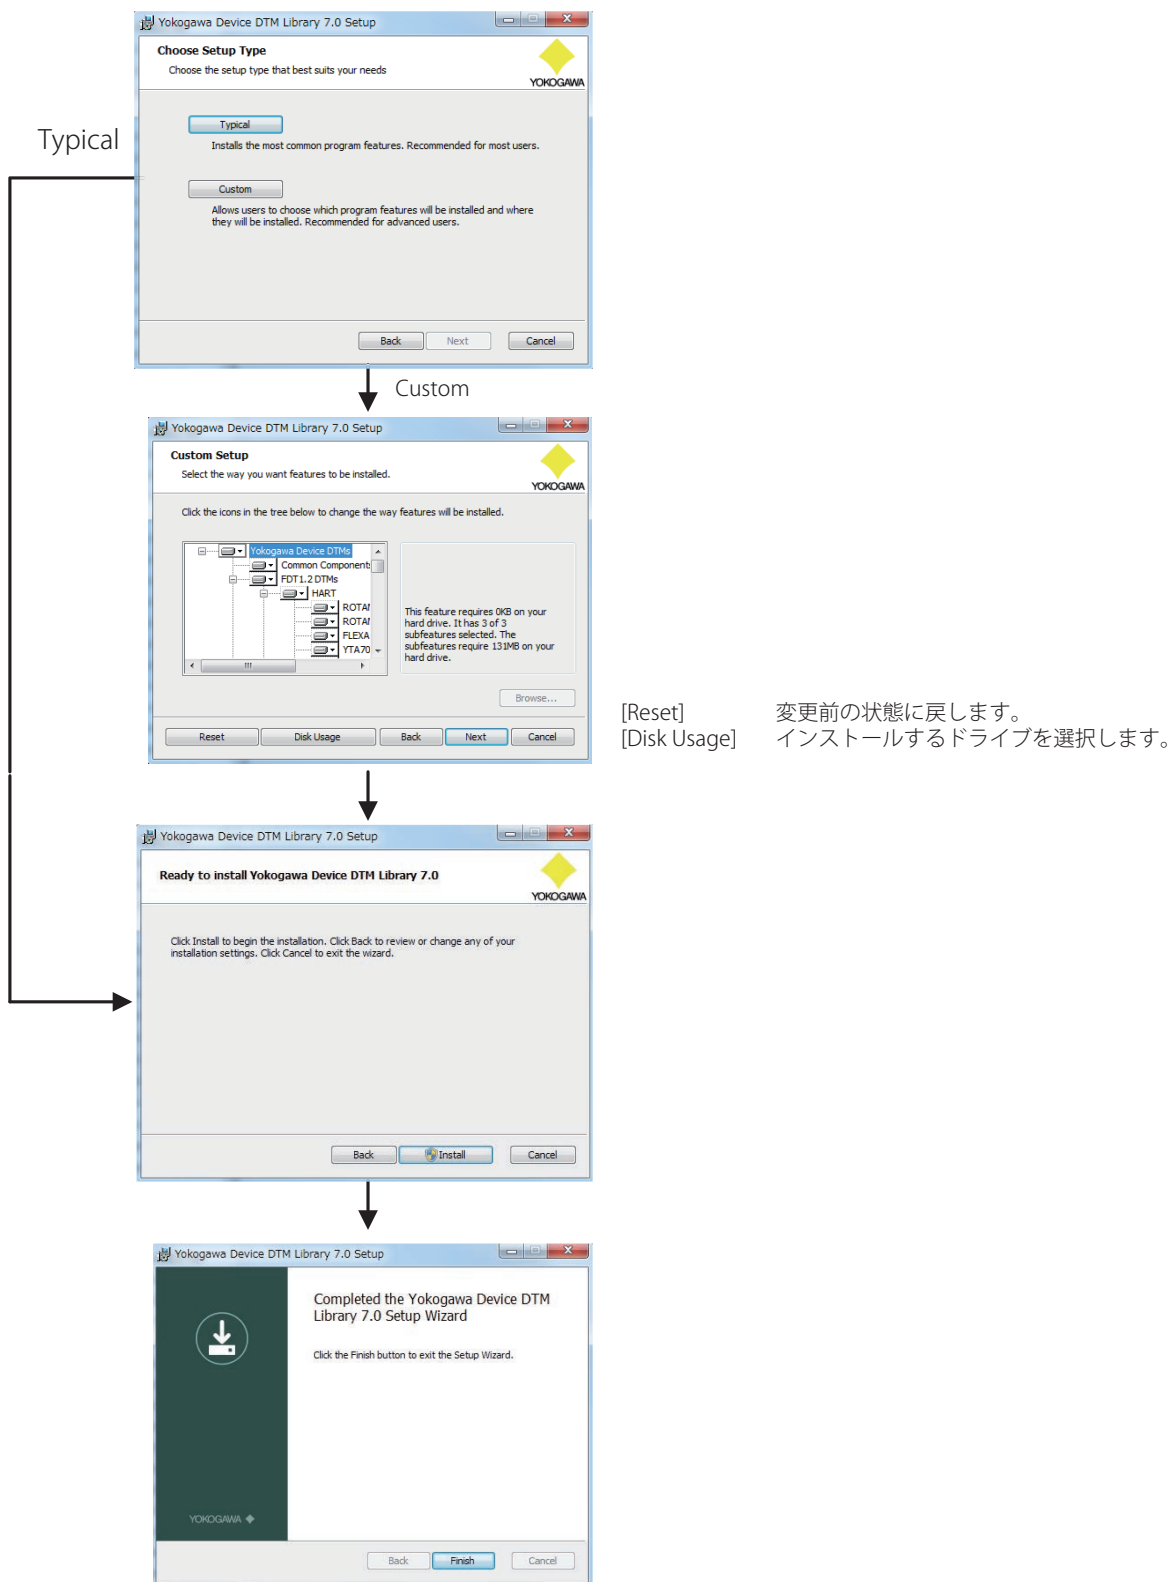 Yokogawa Device DTM Library 7.0 Setup
Choose Setup Type
Choose the setup type that best suits your needs
YOKOGAWA
Typical
Typical
Installs the most common program features. Recommended for most users.
Custom
Allows users to choose which program features will be installed and where
they will be installed. Recommended for advanced users.
Back Next Cancel
Custom
Yokogawa Device DTM Library 7.0 Setup
Custom Setup
Select the way you want features to be installed.
YOKOGAWA
Click the icons in the tree below to change the way features will be installed.
Yokogawa Device DTMs
Common Components
FDT1.2 DTMs
HART
ROTA
ROTA
FLEXA
YTA70
This feature requires 0KB on your
hard drive. It has 3 of 3
subfeatures selected. The
subfeatures require 131MB on your
hard drive.
Browse...
Reset Disk Usage Back Next Cancel
[Reset] 変更前の状態に戻します。
[Disk Usage] インストールするドライブを選択します。
Yokogawa Device DTM Library 7.0 Setup
Ready to install Yokogawa Device DTM Library 7.0
YOKOGAWA
Click Install to begin the installation. Click Back to review or change any of your
installation settings. Click Cancel to exit the wizard.
Back Install Cancel
Yokogawa Device DTM Library 7.0 Setup
Completed the Yokogawa Device DTM
Library 7.0 Setup Wizard
Click the Finish button to exit the Setup Wizard.
YOKOGAWA
Back Finish Cancel